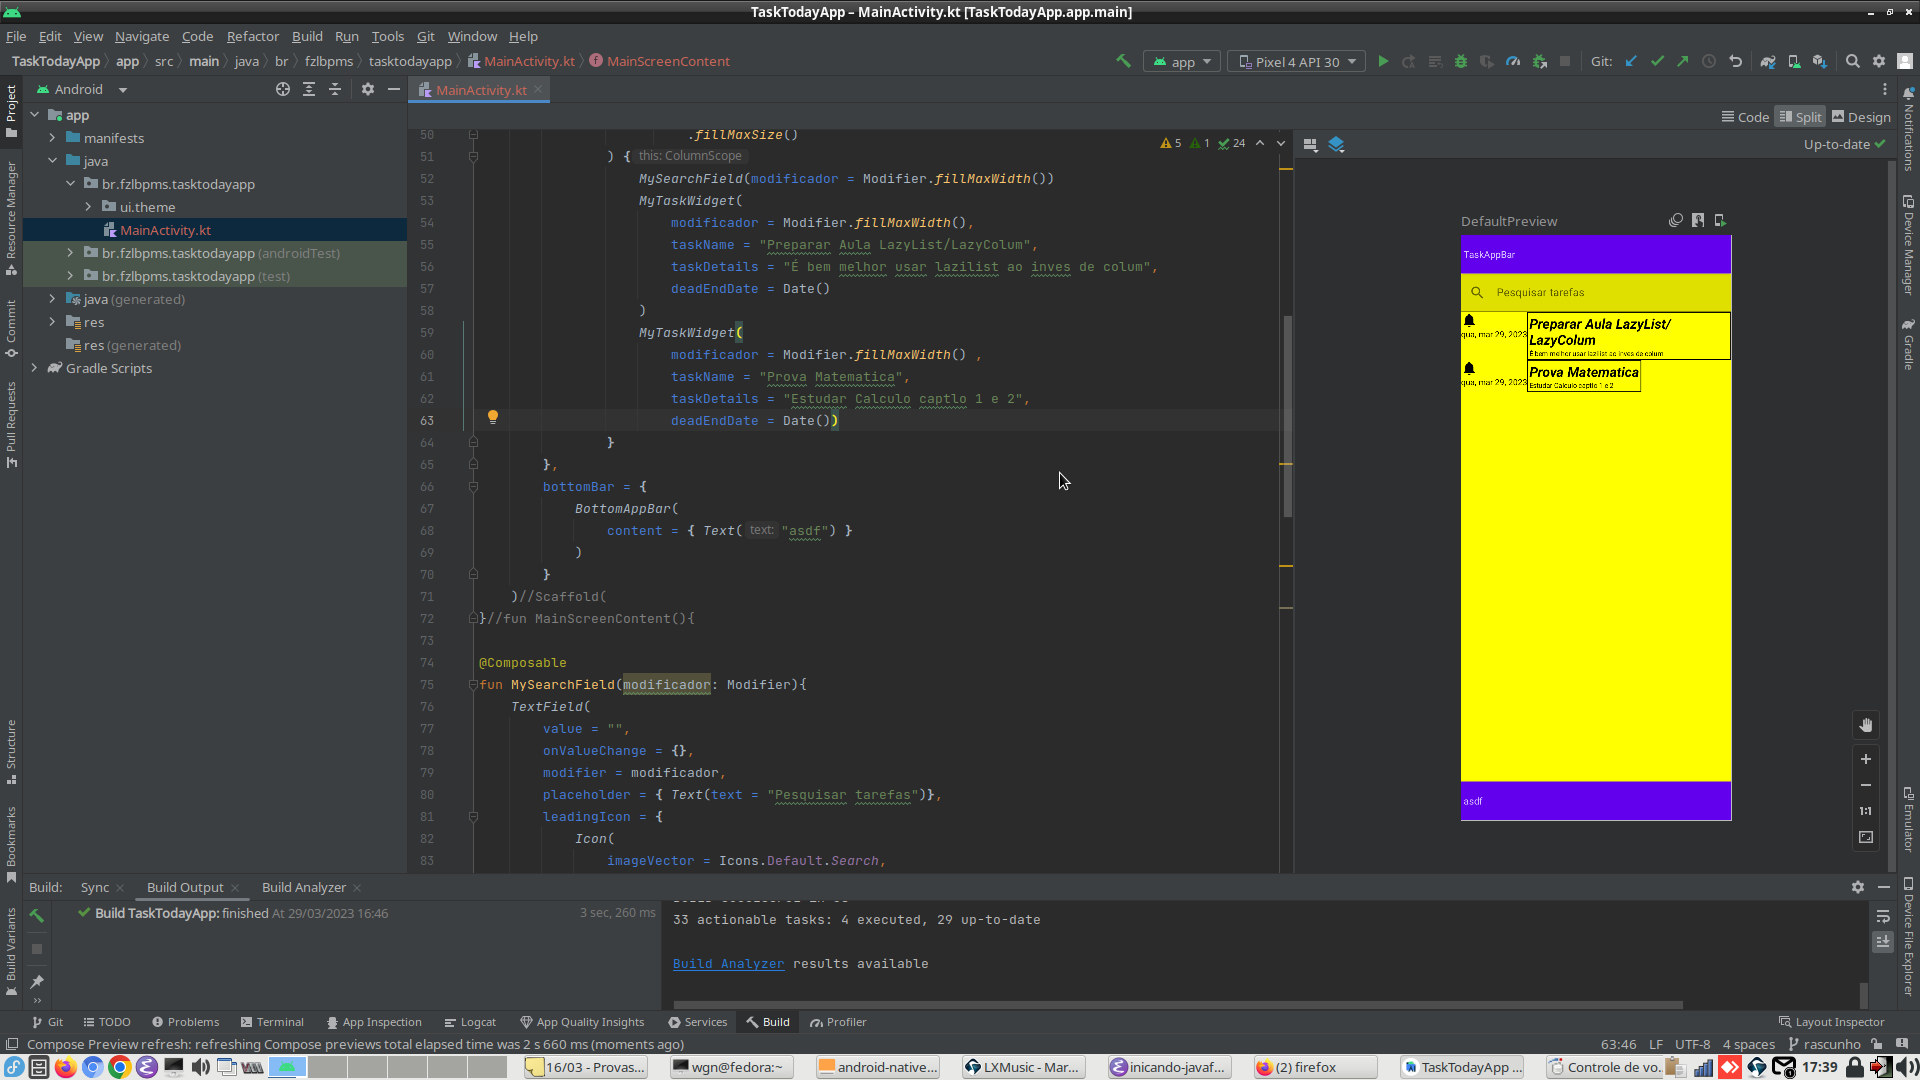 TaskTodayApp – MainActivity.kt [TaskTodayApp.app.main]
File Edit View Navigate Code Refactor Build Run Tools Git Window Help
TaskTodayApp app src main java br fzlbpms tasktodayapp MainActivity.kt MainScreenContent
app Pixel 4 API 30 Git:
Project
Resource Manager
Commit
Pull Requests
Structure
Bookmarks
Build Variants
Android
app
manifests
java
br.fzlbpms.tasktodayapp
ui.theme
MainActivity.kt
br.fzlbpms.tasktodayapp (androidTest)
br.fzlbpms.tasktodayapp (test)
java (generated)
res
res (generated)
Gradle Scripts
MainActivity.kt
Code Split Design
5 1 24
50 .fillMaxSize()
51 ) { this: ColumnScope
52 MySearchField(modificador = Modifier.fillMaxWidth())
53 MyTaskWidget(
54 modificador = Modifier.fillMaxWidth(),
55 taskName = "Preparar Aula LazyList/LazyColum",
56 taskDetails = "É bem melhor usar lazilist ao inves de colum",
57 deadEndDate = Date()
58 )
59 MyTaskWidget(
60 modificador = Modifier.fillMaxWidth() ,
61 taskName = "Prova Matematica",
62 taskDetails = "Estudar Calculo captlo 1 e 2",
63 deadEndDate = Date())
64 }
65 },
66 bottomBar = {
67 BottomAppBar(
68 content = { Text( text: "asdf") }
69 )
70 }
71 )//Scaffold(
72 }//fun MainScreenContent(){
73
74 @Composable
75 fun MySearchField(modificador: Modifier){
76 TextField(
77 value = "",
78 onValueChange = {},
79 modifier = modificador,
80 placeholder = { Text(text = "Pesquisar tarefas")},
81 leadingIcon = {
82 Icon(
83 imageVector = Icons.Default.Search,
Up-to-date
DefaultPreview
TaskAppBar
Pesquisar tarefas
qua, mar 29, 2023
Preparar Aula LazyList/
LazyColum
É bem melhor usar lazilist ao inves de colum
qua, mar 29, 2023
Prova Matematica
Estudar Calculo captlo 1 e 2
asdf
1:1
Notifications
Device Manager
Gradle
Emulator
Device File Explorer
Build: Sync Build Output Build Analyzer
Build TaskTodayApp: finished At 29/03/2023 16:46 3 sec, 260 ms
33 actionable tasks: 4 executed, 29 up-to-date
Build Analyzer results available
Git TODO Problems Terminal App Inspection Logcat App Quality Insights Services Build Profiler Layout Inspector
Compose Preview refresh: refreshing Compose previews total elapsed time was 2 s 660 ms (moments ago)
63:46 LF UTF-8 4 spaces rascunho
16/03 - Provas... wgn@fedora:~ android-native... LXMusic - Mar... inicando-javaf... (2) firefox TaskTodayApp ... Controle de vo... 17:39